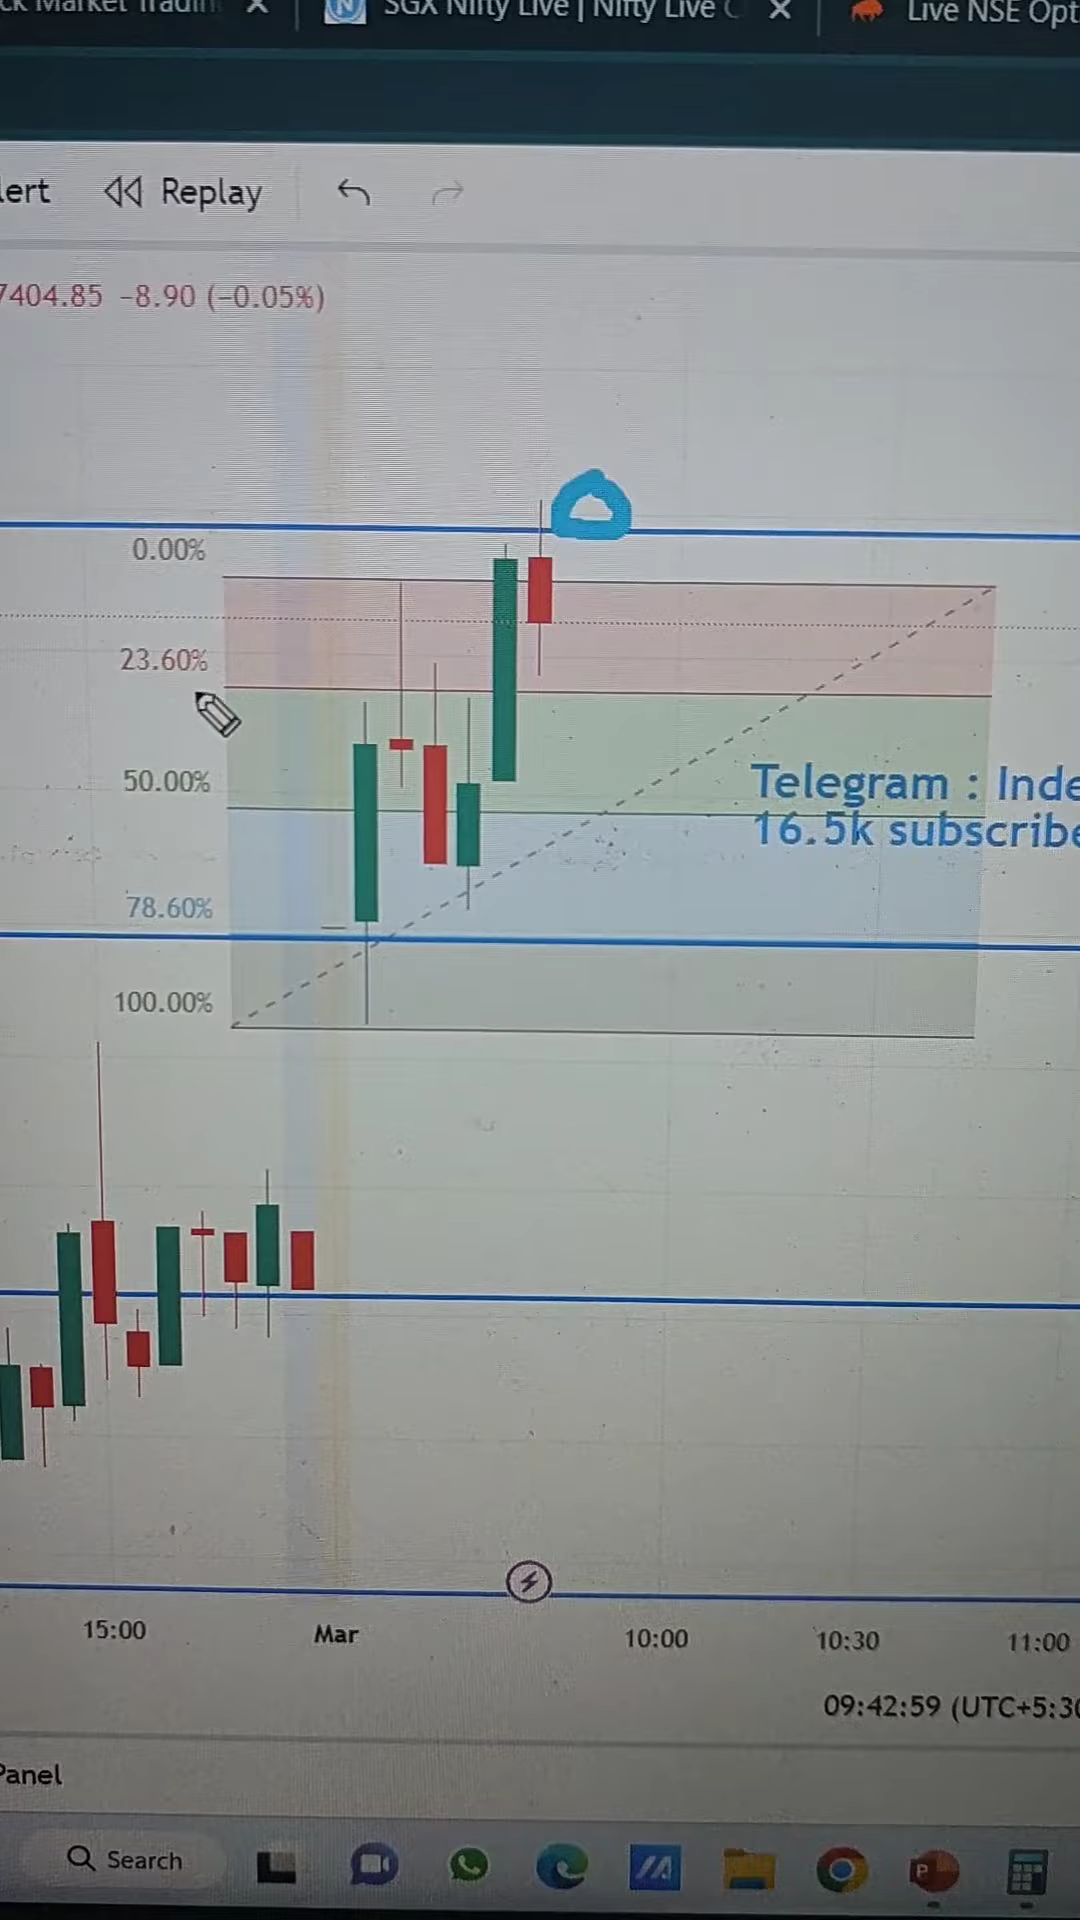 SGX Nifty Live | Nifty Live
Live NSE Opt
Replay
7404.85 -8.90 (-0.05%)
0.00%
23.60%
50.00%
78.60%
100.00%
Telegram : Inde
16.5k subscribe
15:00 Mar 10:00 10:30 11:00
09:42:59 (UTC+5:30
Panel
Search